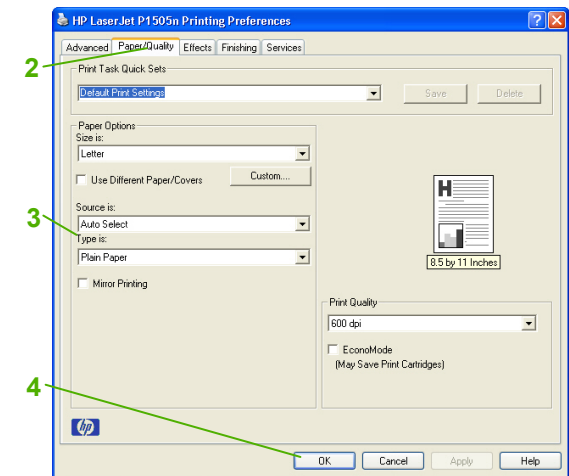 HP LaserJet P1505n Printing Preferences
Advanced Paper/Quality Effects Finishing Services
2
Print Task Quick Sets
Default Print Settings
Save Delete
Paper Options
Size is:
Letter
Use Different Paper/Covers Custom....
Source is:
3
Auto Select
Type is:
Plain Paper
Mirror Printing
H
8.5 by 11 Inches
Print Quality
600 dpi
EconoMode
(May Save Print Cartridges)
4
hp
OK Cancel Apply Help